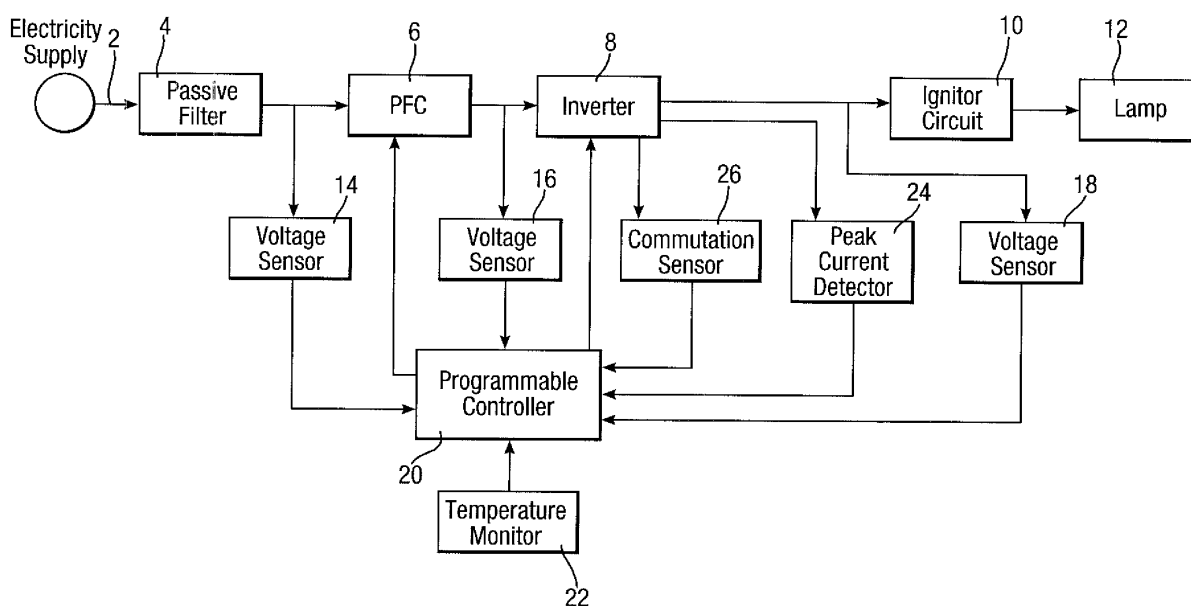 Electricity
Supply
2
4
Passive
Filter
6
PFC
8
Inverter
10
Ignitor
Circuit
12
Lamp
14
Voltage
Sensor
16
Voltage
Sensor
26
Commutation
Sensor
24
Peak
Current
Detector
18
Voltage
Sensor
Programmable
Controller
20
Temperature
Monitor
22